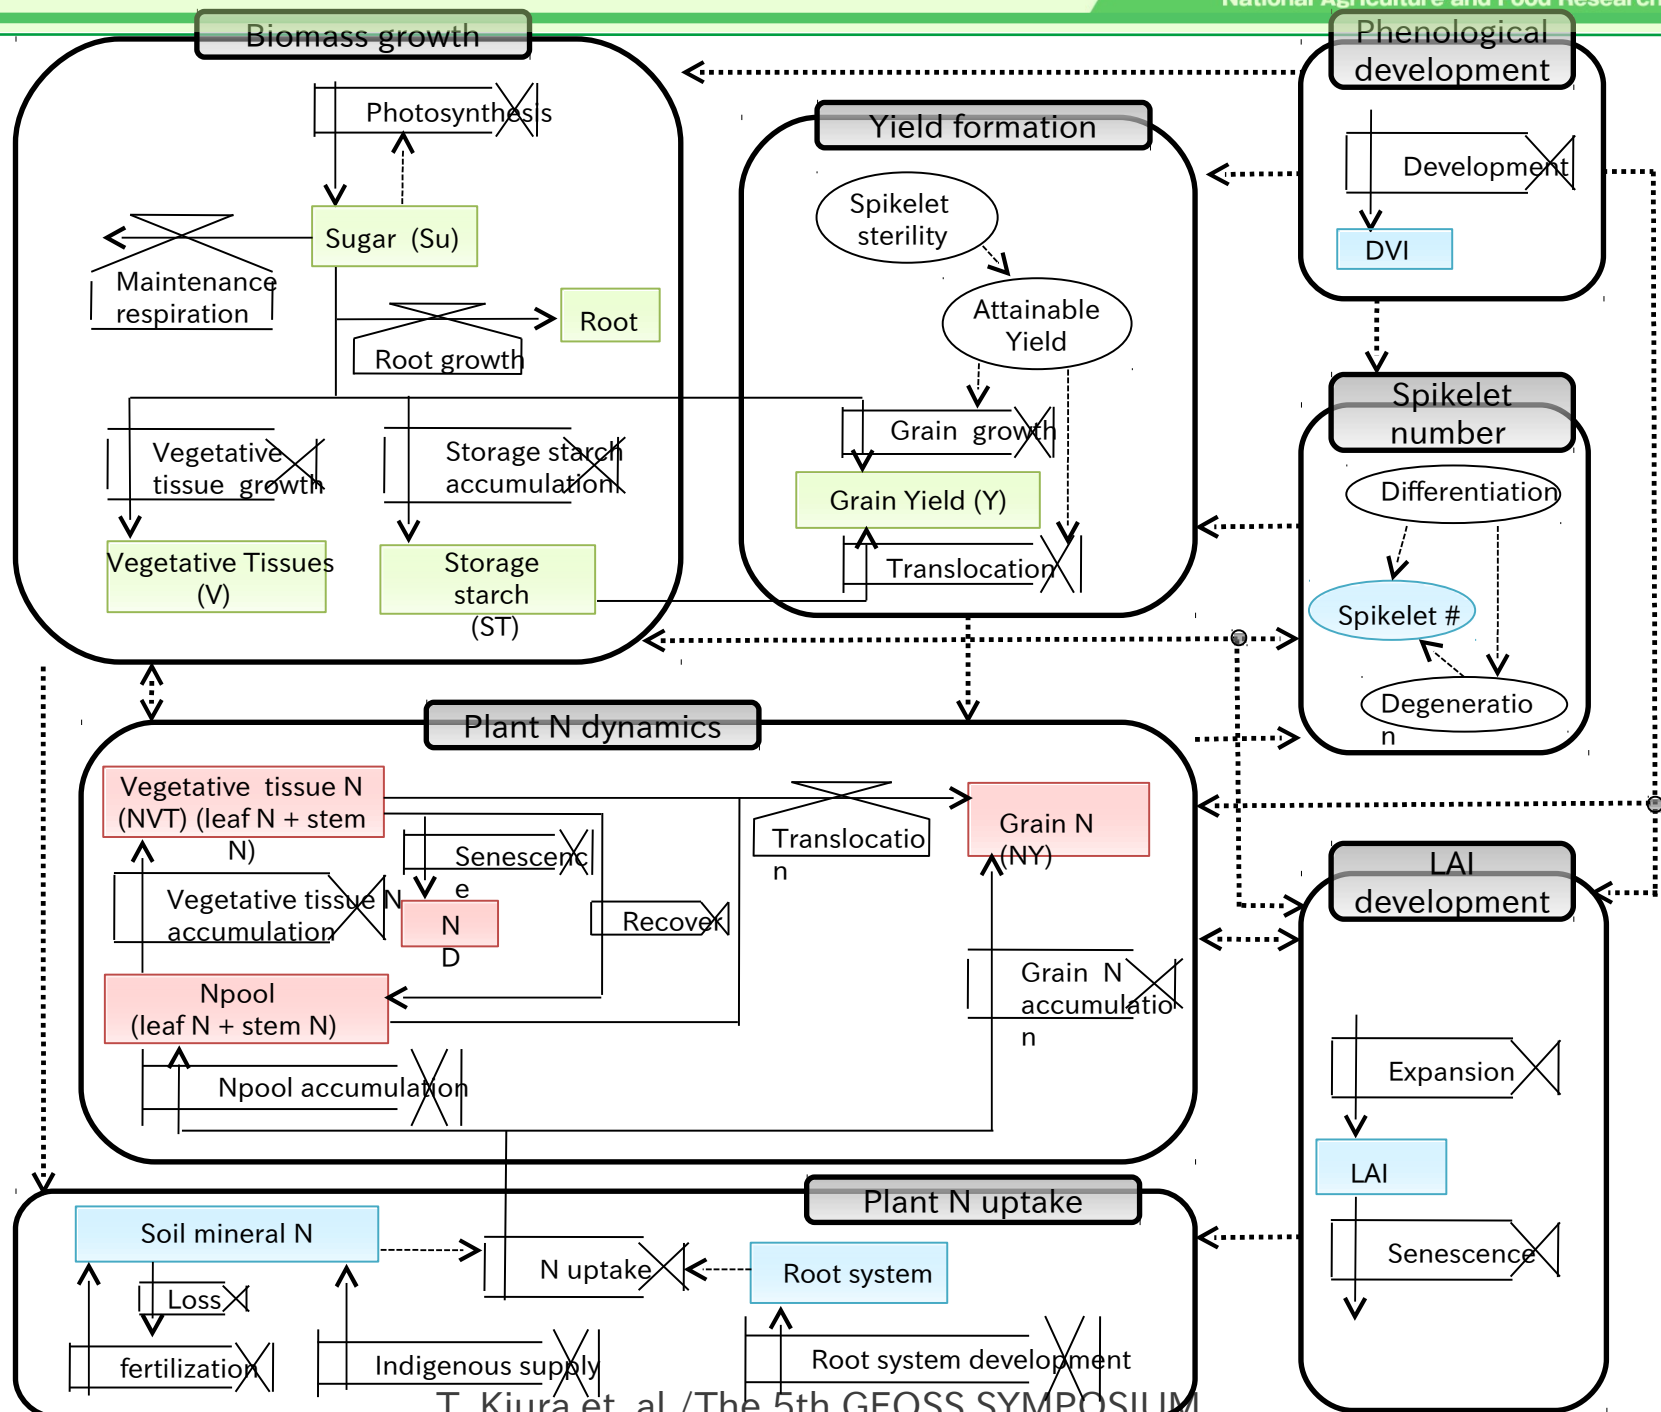 National Agriculture and Food Research
Biomass growth
Photosynthesis
Sugar (Su)
Maintenance
respiration
Root
Root growth
Vegetative
tissue growth
Storage starch
accumulation
Vegetative Tissues
(V)
Storage
starch
(ST)
Yield formation
Spikelet
sterility
Attainable
Yield
Grain growth
Grain Yield (Y)
Translocation
Phenological
development
Development
DVI
Spikelet
number
Differentiation
Spikelet #
Degeneratio
n
Plant N dynamics
Vegetative tissue N
(NVT) (leaf N + stem
N)
Senescenc
e
Vegetative tissue N
accumulation
N
D
Recover
Translocatio
n
Grain N
(NY)
Npool
(leaf N + stem N)
Grain N
accumulatio
n
Npool accumulation
LAI
development
Expansion
LAI
Senescence
Plant N uptake
Soil mineral N
N uptake
Root system
Loss
fertilization
Indigenous supply
Root system development
T. Kiura et. al./The 5th GEOSS SYMPOSIUM